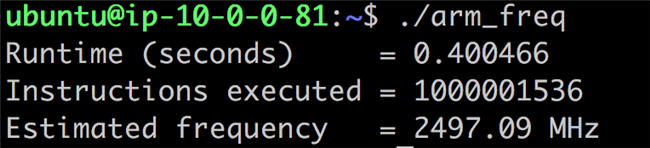 ubuntu@ip-10-0-0-81:~$ ./arm_freq
Runtime (seconds)     = 0.400466
Instructions executed = 1000001536
Estimated frequency   = 2497.09 MHz